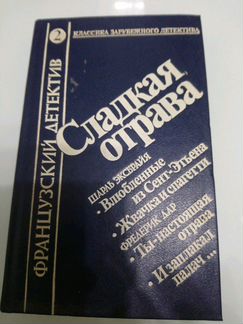 2
КЛАССИКА ЗАРУБЕЖНОГО ДЕТЕКТИВА
ФРАНЦУЗСКИЙ ДЕТЕКТИВ
Сладкая
отрава
ШАРЛЬ ЭКСБРАЙЯ
• Влюбленные
из Сент-Этьена
• Жвачка и спагетти
ФРЕДЕРИК ДАР
• Ты-настоящая
отрава
• И заплакал
палач...